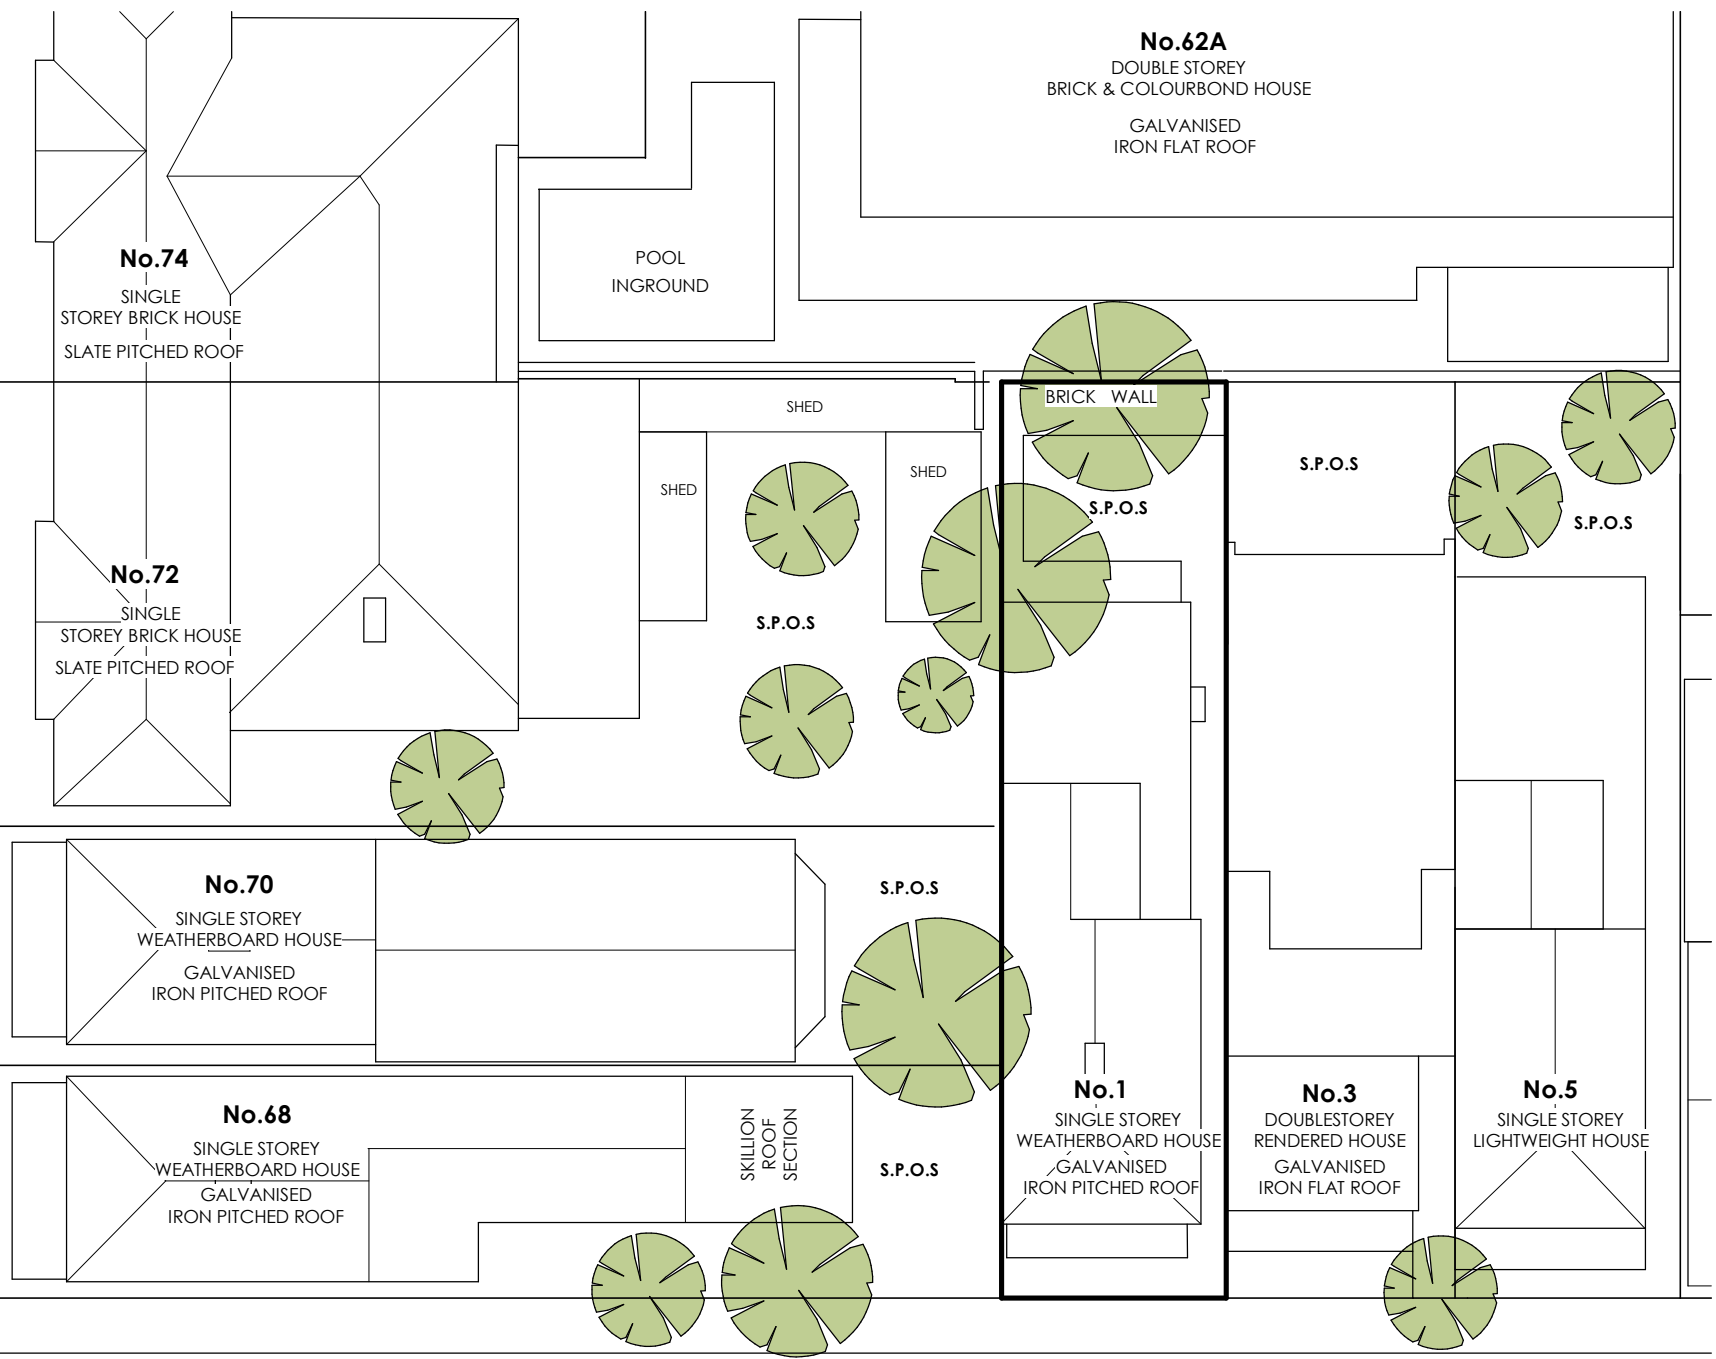 No.62A
DOUBLE STOREY
BRICK & COLOURBOND HOUSE
GALVANISED
IRON FLAT ROOF
No.74
SINGLE
STOREY BRICK HOUSE
SLATE PITCHED ROOF
POOL
INGROUND
BRICK WALL
SHED
SHED
SHED
S.P.O.S
S.P.O.S
S.P.O.S
No.72
SINGLE
STOREY BRICK HOUSE
SLATE PITCHED ROOF
S.P.O.S
No.70
SINGLE STOREY
WEATHERBOARD HOUSE
GALVANISED
IRON PITCHED ROOF
S.P.O.S
No.68
SINGLE STOREY
WEATHERBOARD HOUSE
GALVANISED
IRON PITCHED ROOF
SKILLION
ROOF
SECTION
S.P.O.S
No.1
SINGLE STOREY
WEATHERBOARD HOUSE
GALVANISED
IRON PITCHED ROOF
No.3
DOUBLESTOREY
RENDERED HOUSE
GALVANISED
IRON FLAT ROOF
No.5
SINGLE STOREY
LIGHTWEIGHT HOUSE